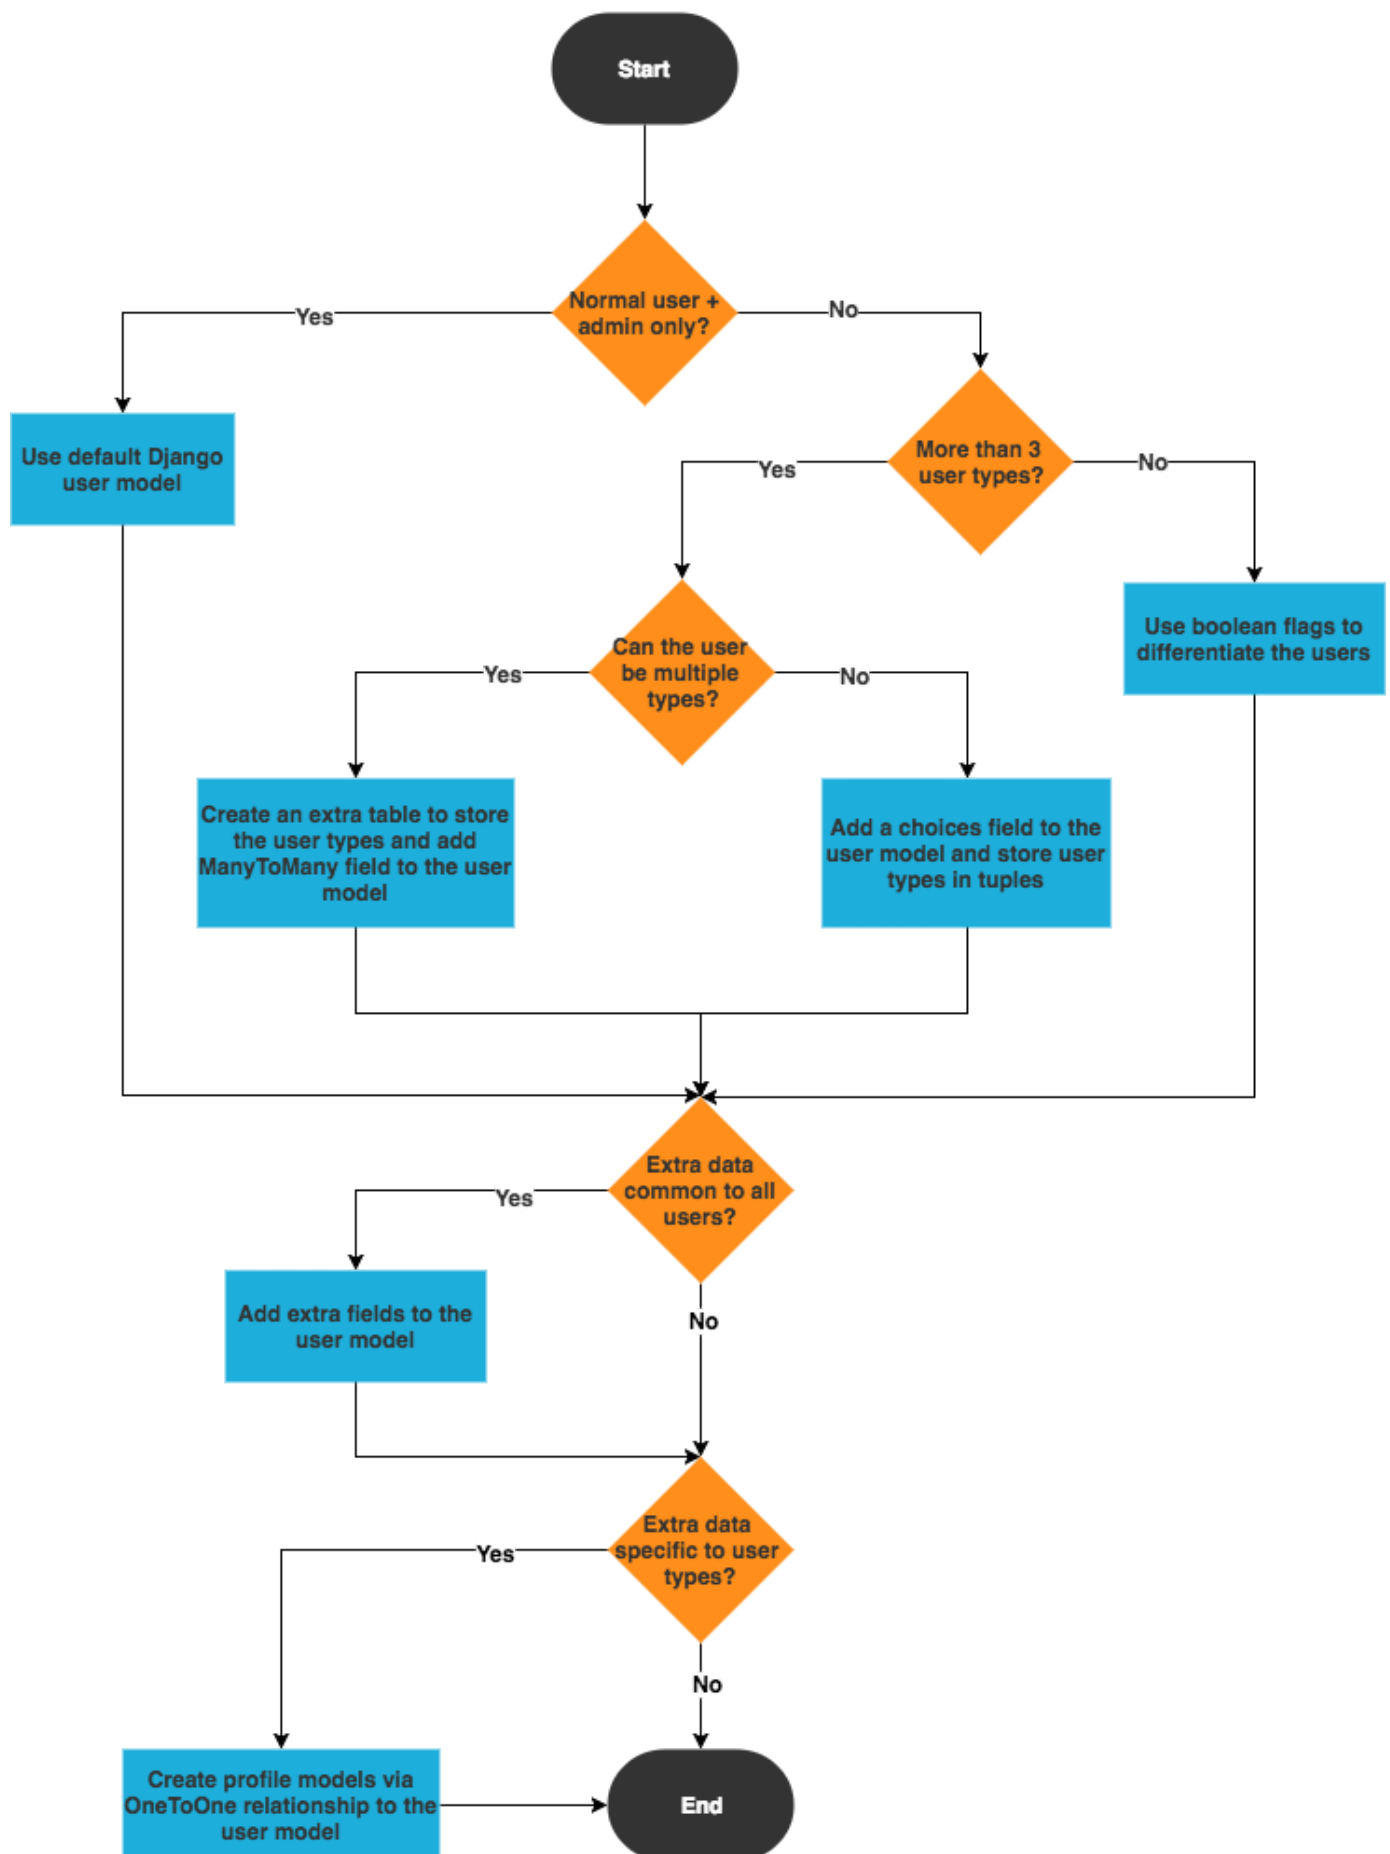 Start
Normal user +
admin only?
Yes
No
Use default Django
user model
More than 3
user types?
Yes
No
Can the user
be multiple
types?
Use boolean flags to
differentiate the users
Yes
No
Create an extra table to store
the user types and add
ManyToMany field to the user
model
Add a choices field to the
user model and store user
types in tuples
Extra data
common to all
users?
Yes
Add extra fields to the
user model
No
Extra data
specific to user
types?
Yes
No
Create profile models via
OneToOne relationship to the
user model
End